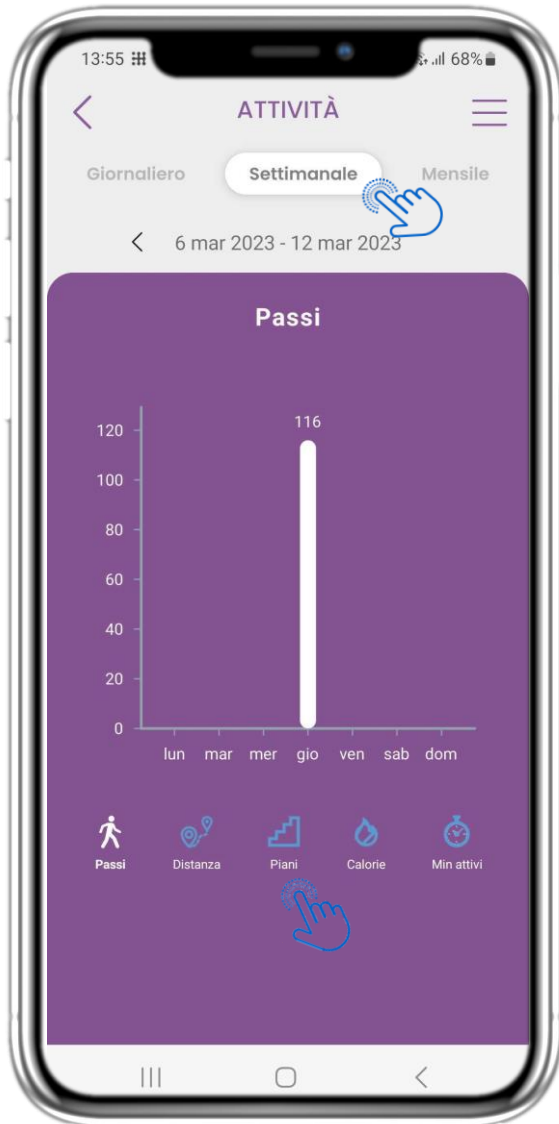 13:55 68%
ATTIVITÀ
Giornaliero Settimanale Mensile
6 mar 2023 - 12 mar 2023
Passi
116
120
100
80
60
40
20
0
lun mar mer gio ven sab dom
Passi Distanza Piani Calorie Min attivi